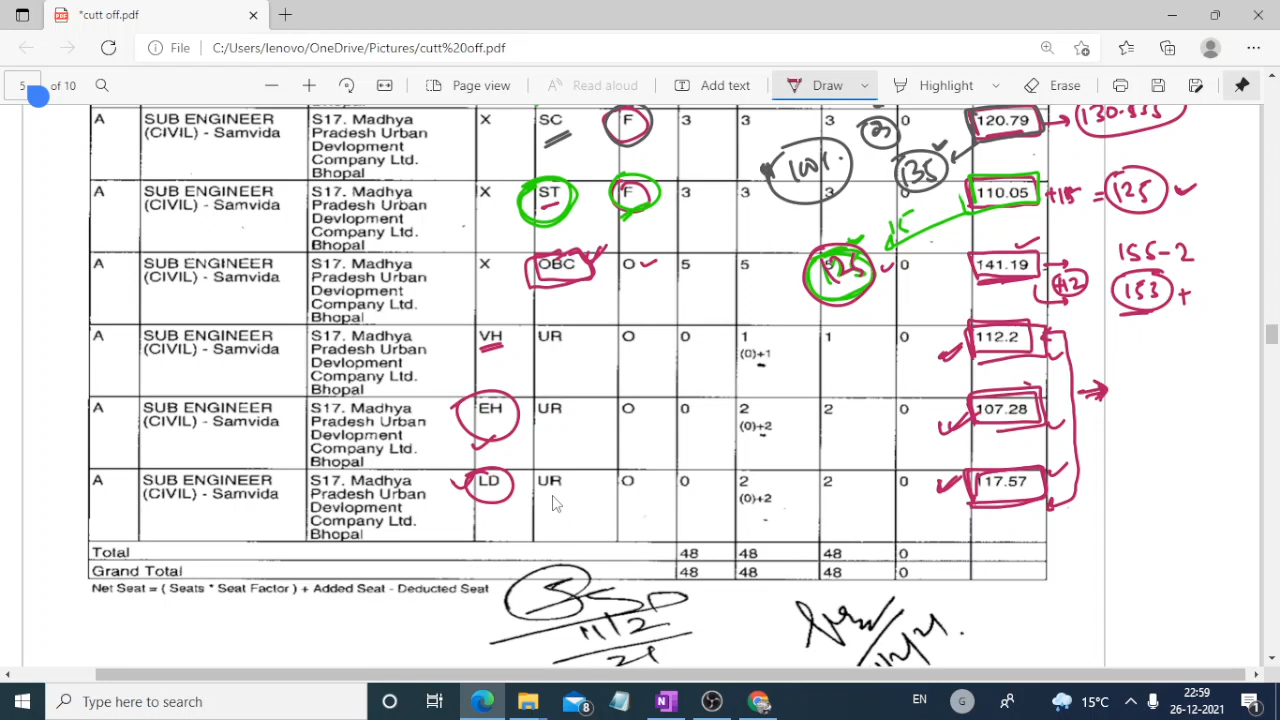 *cutt off.pdf
File C:/Users/lenovo/OneDrive/Pictures/cutt%20off.pdf
5 of 10 Page view Read aloud Add text Draw Highlight Erase
A SUB ENGINEER (CIVIL) - Samvida S17. Madhya Pradesh Urban Devlopment Company Ltd. Bhopal X SC F 3 3 3 0 120.79
130.555
135
100%
A SUB ENGINEER (CIVIL) - Samvida S17. Madhya Pradesh Urban Devlopment Company Ltd. Bhopal X ST F 3 3 3 0 110.05
+15 = 125
15
A SUB ENGINEER (CIVIL) - Samvida S17. Madhya Pradesh Urban Devlopment Company Ltd. Bhopal X OBC O 5 5 0 141.19
125
+12
155-2
153 +
A SUB ENGINEER (CIVIL) - Samvida S17. Madhya Pradesh Urban Devlopment Company Ltd. Bhopal VH UR O 0 1 (0)+1 1 0 112.2
A SUB ENGINEER (CIVIL) - Samvida S17. Madhya Pradesh Urban Devlopment Company Ltd. Bhopal EH UR O 0 2 (0)+2 2 0 107.28
A SUB ENGINEER (CIVIL) - Samvida S17. Madhya Pradesh Urban Devlopment Company Ltd. Bhopal LD UR O 0 2 (0)+2 2 0 117.57
Total 48 48 48 0
Grand Total 48 48 48 0
Net Seat = ( Seats * Seat Factor ) + Added Seat - Deducted Seat
Type here to search
8
EN
G
15°C
22:59
26-12-2021
1